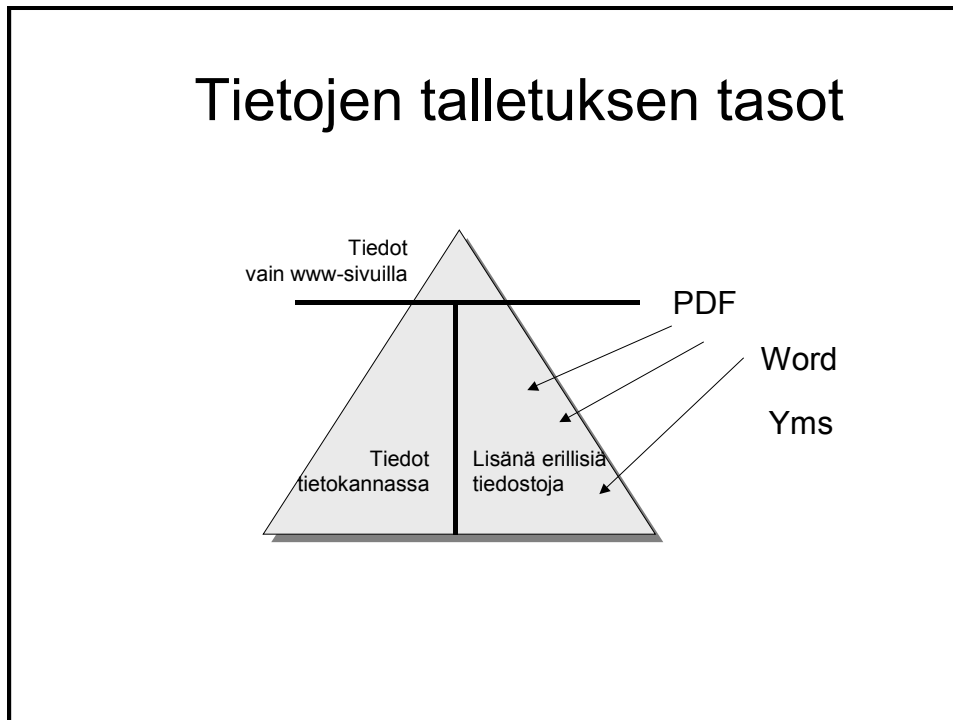 Tietojen talletuksen tasot
Tiedot
vain www-sivuilla
PDF
Word
Yms
Tiedot
tietokannassa
Lisänä erillisiä
tiedostoja